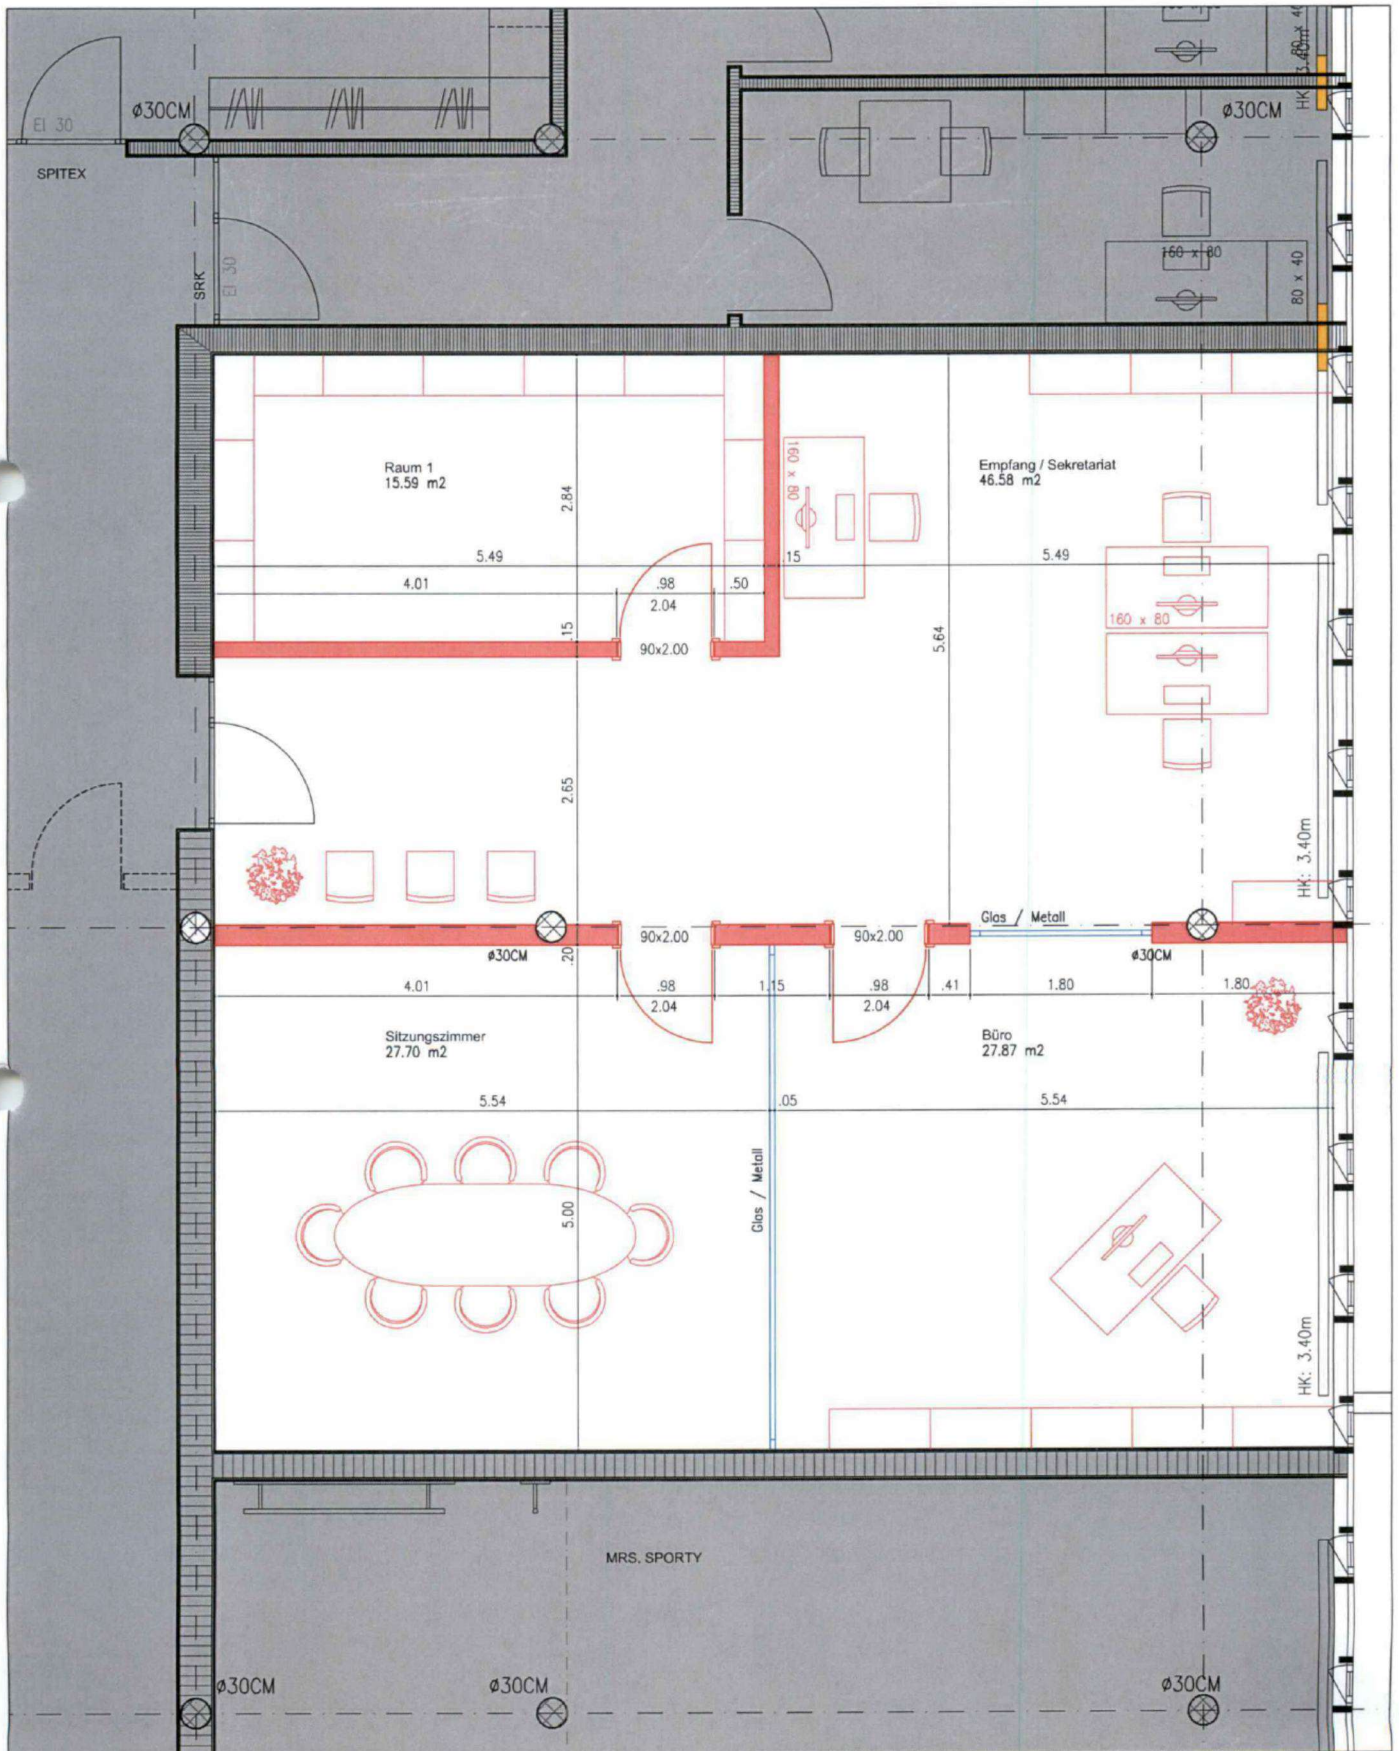 80 x 40
HK: 3.40m
ø30CM
ø30CM
EI 30
SPITEX
SRK
EI 30
160 x 80
80 x 40
Raum 1
15.59 m2
2.84
160 x 80
Empfang / Sekretariat
46.58 m2
5.49
.15
5.49
4.01
.98
.50
2.04
160 x 80
.15
90x2.00
5.64
2.65
HK: 3.40m
Glas / Metall
90x2.00
90x2.00
ø30CM
.20
ø30CM
4.01
.98
1.15
.98
.41
1.80
1.80
2.04
2.04
Sitzungszimmer
27.70 m2
Büro
27.87 m2
5.54
.05
5.54
Glas / Metall
5.00
HK: 3.40m
MRS. SPORTY
ø30CM
ø30CM
ø30CM